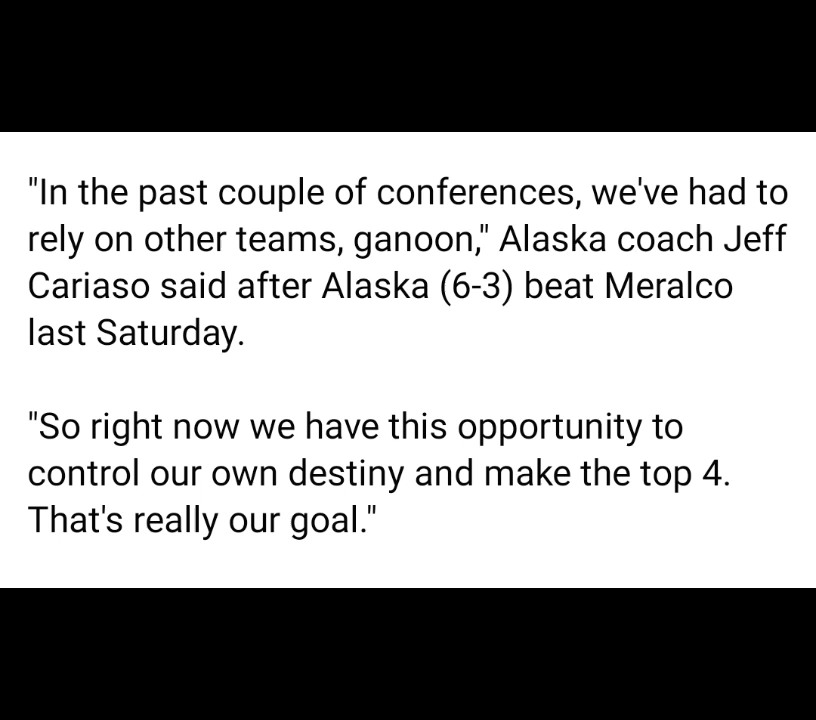 "In the past couple of conferences, we've had to
rely on other teams, ganoon," Alaska coach Jeff
Cariaso said after Alaska (6-3) beat Meralco
last Saturday.
"So right now we have this opportunity to
control our own destiny and make the top 4.
That's really our goal."